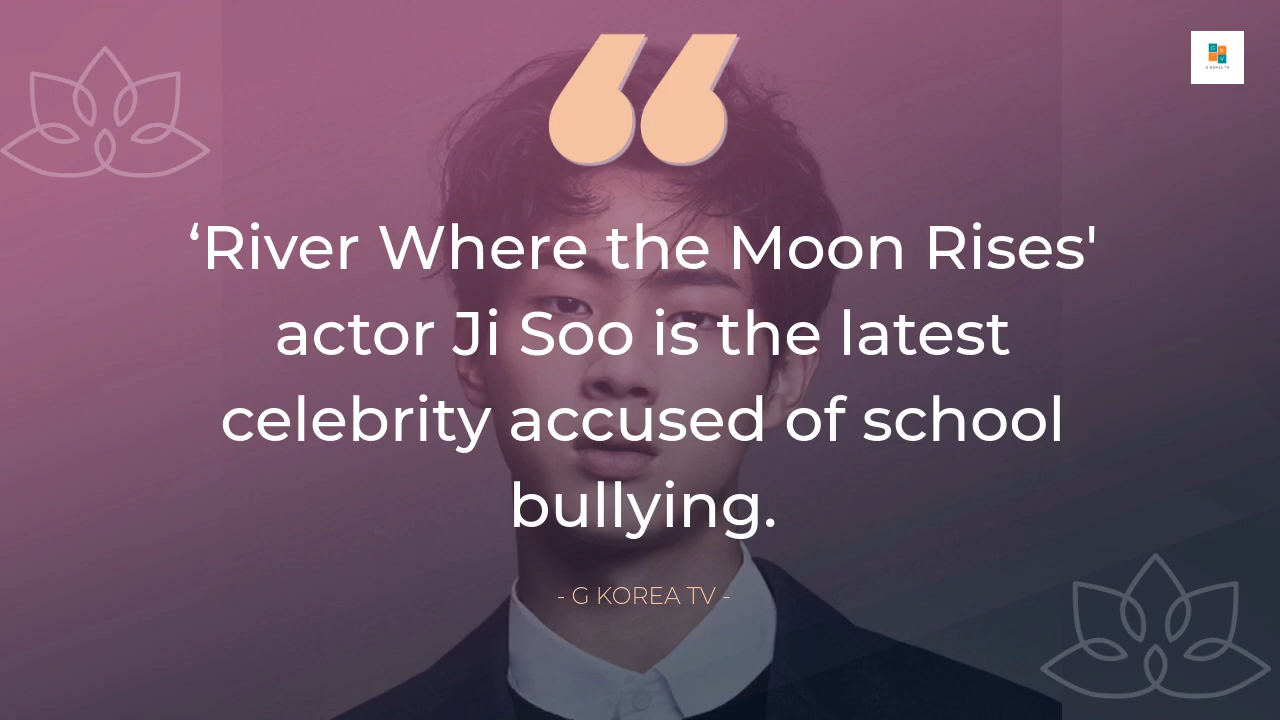 ‘River Where the Moon Rises'
actor Ji Soo is the latest
celebrity accused of school
bullying.
- G KOREA TV -